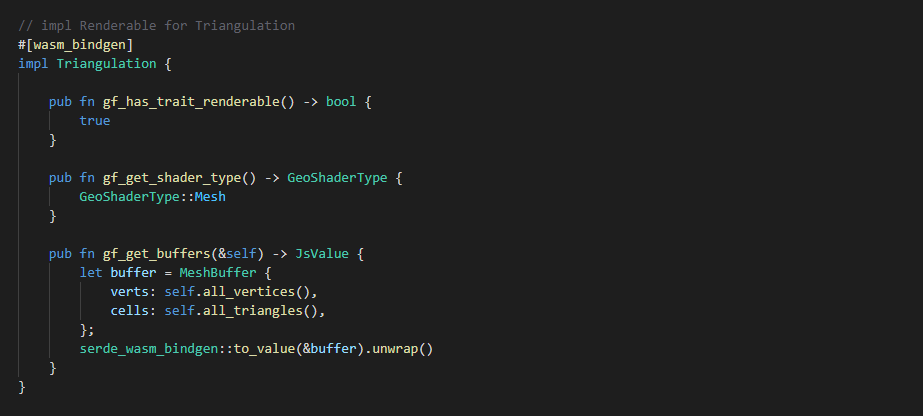 // impl Renderable for Triangulation
#[wasm_bindgen]
impl Triangulation {
pub fn gf_has_trait_renderable() -> bool {
true
}
pub fn gf_get_shader_type() -> GeoShaderType {
GeoShaderType::Mesh
}
pub fn gf_get_buffers(&self) -> JsValue {
let buffer = MeshBuffer {
verts: self.all_vertices(),
cells: self.all_triangles(),
};
serde_wasm_bindgen::to_value(&buffer).unwrap()
}
}